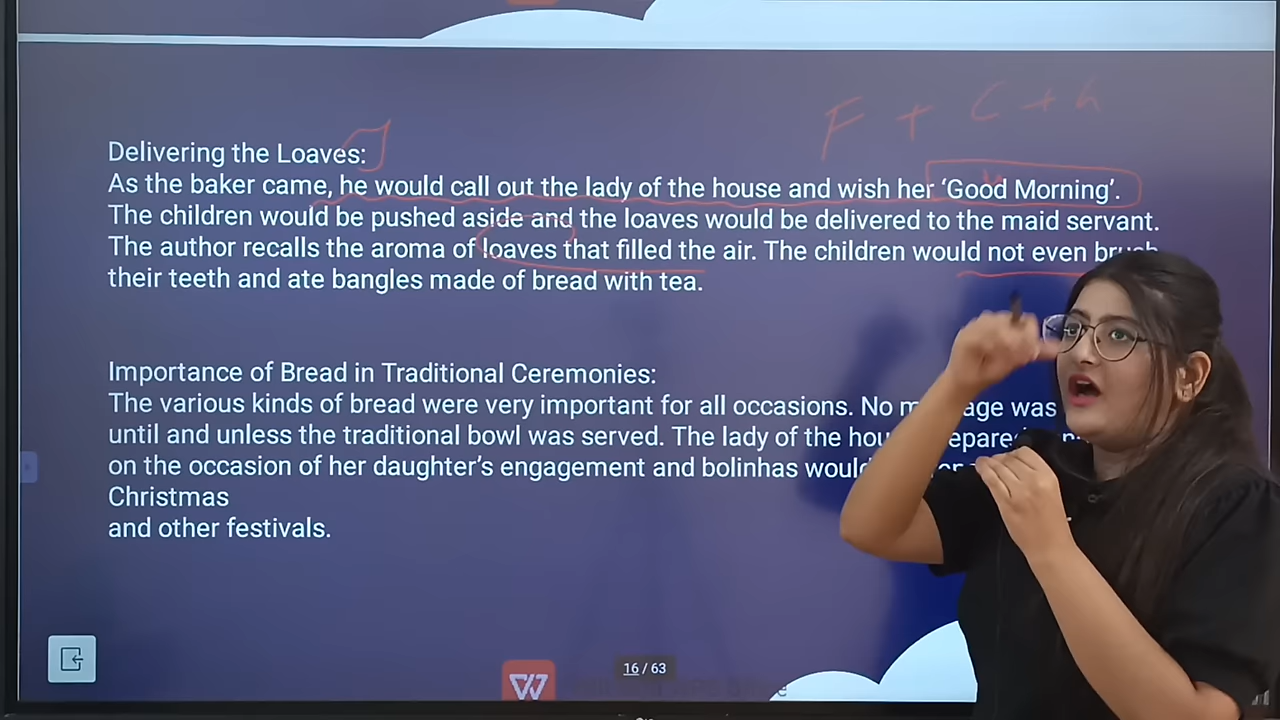 F + C + h
Delivering the Loaves:
As the baker came, he would call out the lady of the house and wish her ‘Good Morning’.
The children would be pushed aside and the loaves would be delivered to the maid servant.
The author recalls the aroma of loaves that filled the air. The children would not even brush
their teeth and ate bangles made of bread with tea.
Importance of Bread in Traditional Ceremonies:
The various kinds of bread were very important for all occasions. No was
until and unless the traditional bowl was served. The lady of the
on the occasion of her daughter’s engagement and bolinhas would
Christmas
and other festivals.
16 / 63